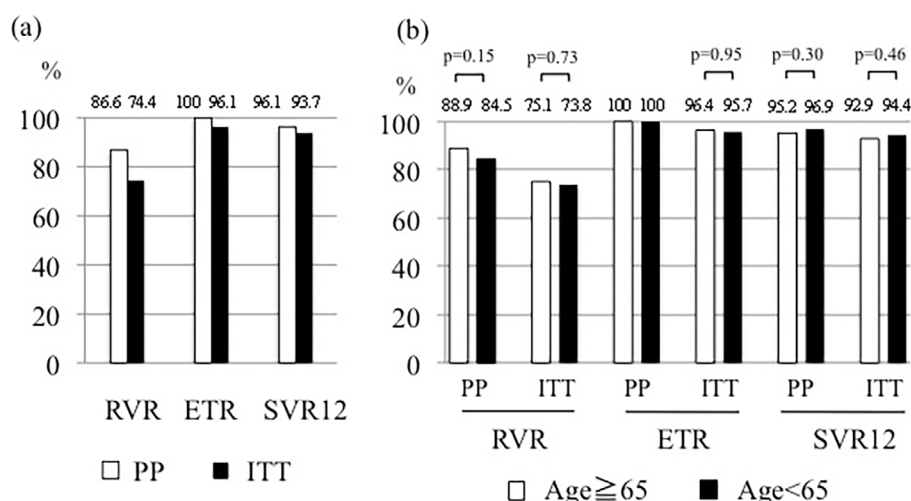 (a)
%
86.6 74.4 100 96.1 96.1 93.7
100
80
60
40
20
0
RVR ETR SVR12
PP ITT
(b)
p=0.15 p=0.73 p=0.95 p=0.30 p=0.46
%
88.9 84.5 75.1 73.8 100 100 96.4 95.7 95.2 96.9 92.9 94.4
100
80
60
40
20
0
PP ITT PP ITT PP ITT
RVR ETR SVR12
Age≧65 Age<65